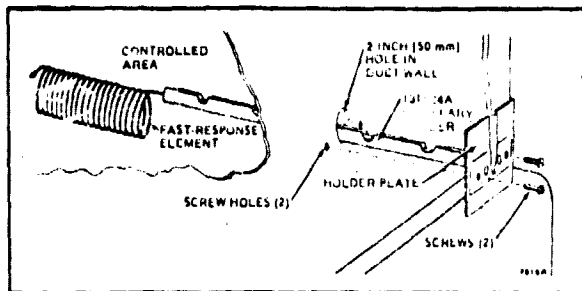 CONTROLLED
AREA
FAST-RESPONSE
ELEMENT
2 INCH [50 mm]
HOLE IN
DUCT WALL
SCREW HOLES (2)
HOLDER PLATE
SCREWS (2)